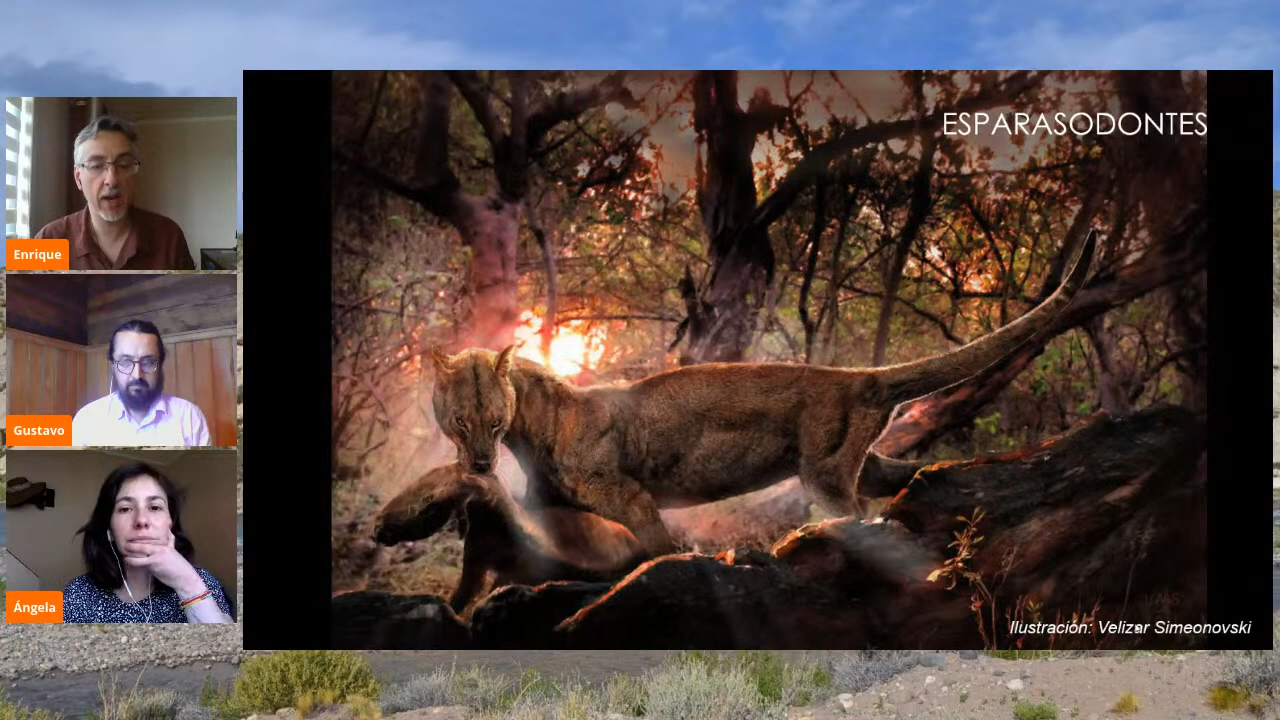 ESPARASODONTES
Enrique
Gustavo
Ángela
Ilustración: Velizar Simeonovski